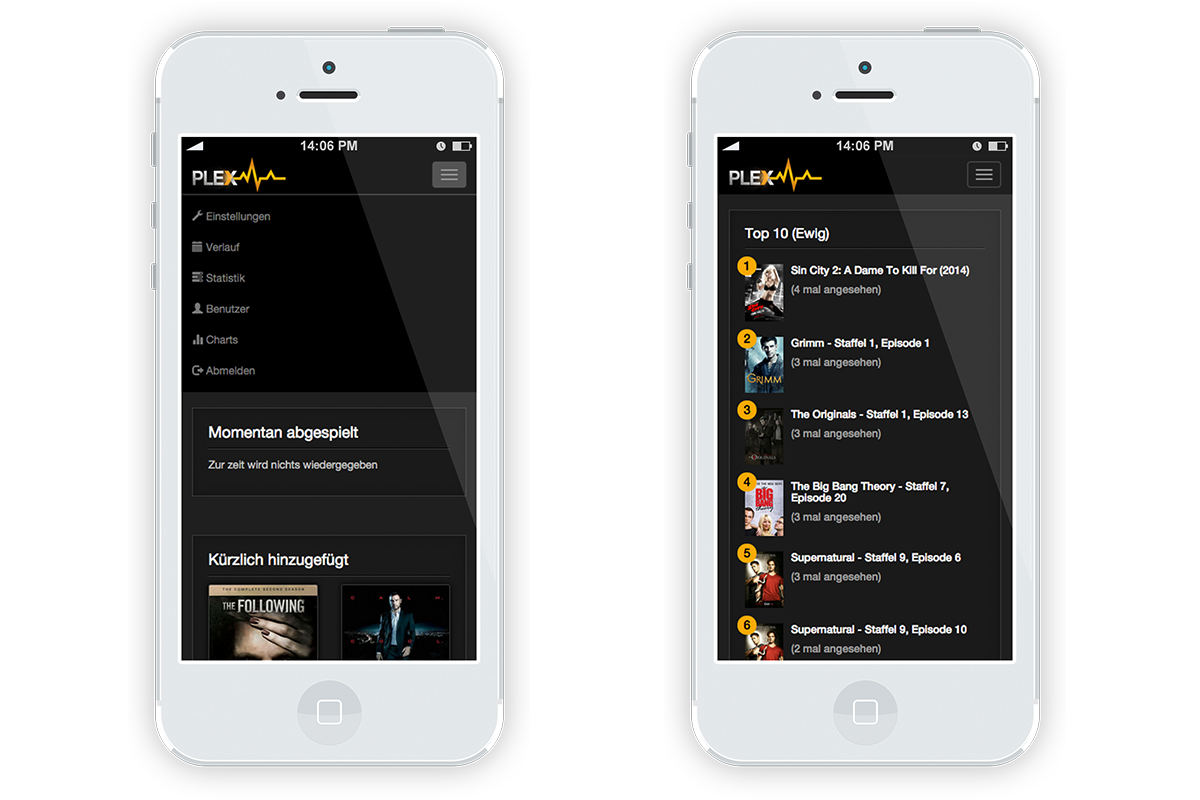 14:06 PM
PLEX
Einstellungen
Verlauf
Statistik
Benutzer
Charts
Abmelden
Momentan abgespielt
Zur zeit wird nichts wiedergegeben
Kürzlich hinzugefügt
THE COMPLETE SECOND SEASON
THE FOLLOWING
14:06 PM
PLEX
Top 10 (Ewig)
1
Sin City 2: A Dame To Kill For (2014)
(4 mal angesehen)
2
Grimm - Staffel 1, Episode 1
(3 mal angesehen)
GRIMM
3
The Originals - Staffel 1, Episode 13
(3 mal angesehen)
ORIGINALS
4
The Big Bang Theory - Staffel 7,
Episode 20
(3 mal angesehen)
BIG
BANG
5
Supernatural - Staffel 9, Episode 6
(3 mal angesehen)
6
Supernatural - Staffel 9, Episode 10
(2 mal angesehen)